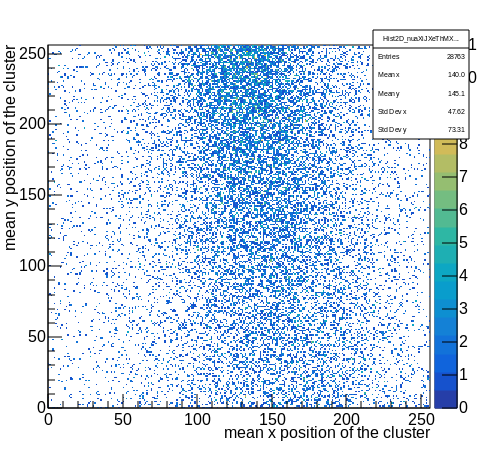 Entries 28763
Mean x 140.0
Mean y 145.1
Std Dev x 47.62
Std Dev y 73.31
mean y position of the cluster
250
200
150
100
50
0
0 50 100 150 200 250
mean x position of the cluster
1
0
8
7
6
5
4
3
2
1
0